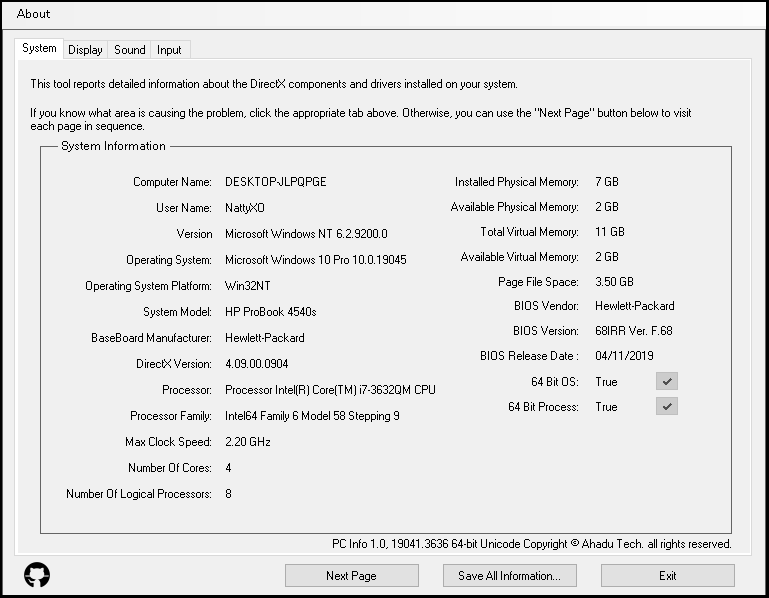 About
System Display Sound Input
This tool reports detailed information about the DirectX components and drivers installed on your system.
If you know what area is causing the problem, click the appropriate tab above. Otherwise, you can use the "Next Page" button below to visit
each page in sequence.
System Information
Computer Name: DESKTOP-JLPQPGE
User Name: NattyXO
Version Microsoft Windows NT 6.2.9200.0
Operating System: Microsoft Windows 10 Pro 10.0.19045
Operating System Platform: Win32NT
System Model: HP ProBook 4540s
BaseBoard Manufacturer: Hewlett-Packard
DirectX Version: 4.09.00.0904
Processor: Processor Intel(R) Core(TM) i7-3632QM CPU
Processor Family: Intel64 Family 6 Model 58 Stepping 9
Max Clock Speed: 2.20 GHz
Number Of Cores: 4
Number Of Logical Processors: 8
Installed Physical Memory: 7 GB
Available Physical Memory: 2 GB
Total Virtual Memory: 11 GB
Available Virtual Memory: 2 GB
Page File Space: 3.50 GB
BIOS Vendor: Hewlett-Packard
BIOS Version: 68IRR Ver. F.68
BIOS Release Date : 04/11/2019
64 Bit OS: True
64 Bit Process: True
PC Info 1.0, 19041.3636 64-bit Unicode Copyright © Ahadu Tech. all rights reserved.
Next Page Save All Information... Exit